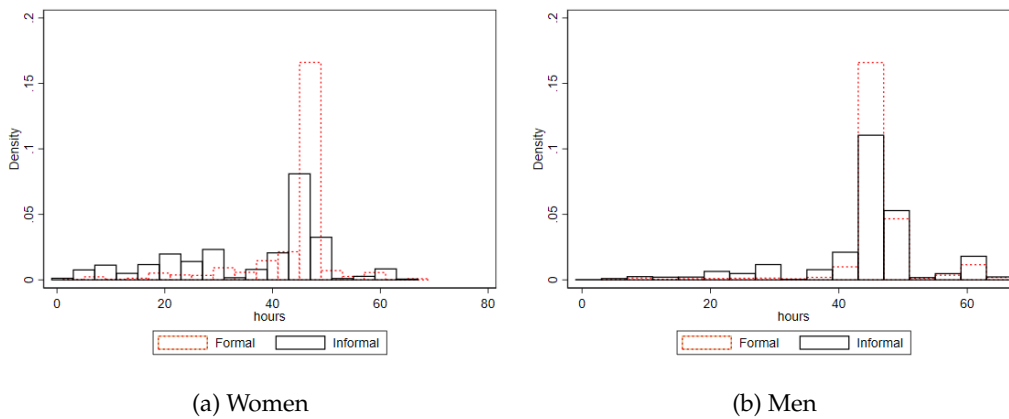 .2
.15
Density
.1
.05
0
0 20 40 60 80
hours
Formal Informal
(a) Women
.2
.15
Density
.1
.05
0
0 20 40 60
hours
Formal Informal
(b) Men